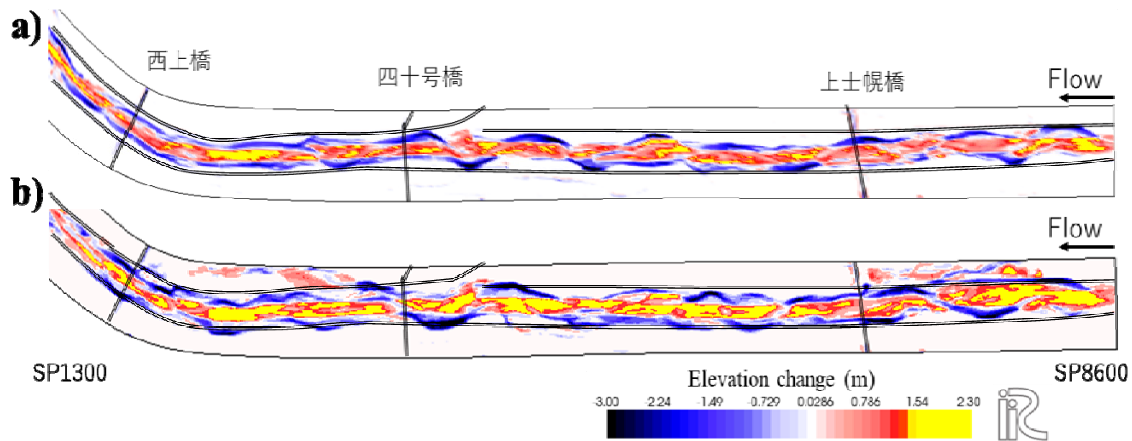 a)
西上橋
四十号橋
上士幌橋
Flow
b)
Flow
SP1300
SP8600
Elevation change (m)
-3.00 -2.24 -1.49 -0.729 0.0286 0.786 1.54 2.30
iRIC